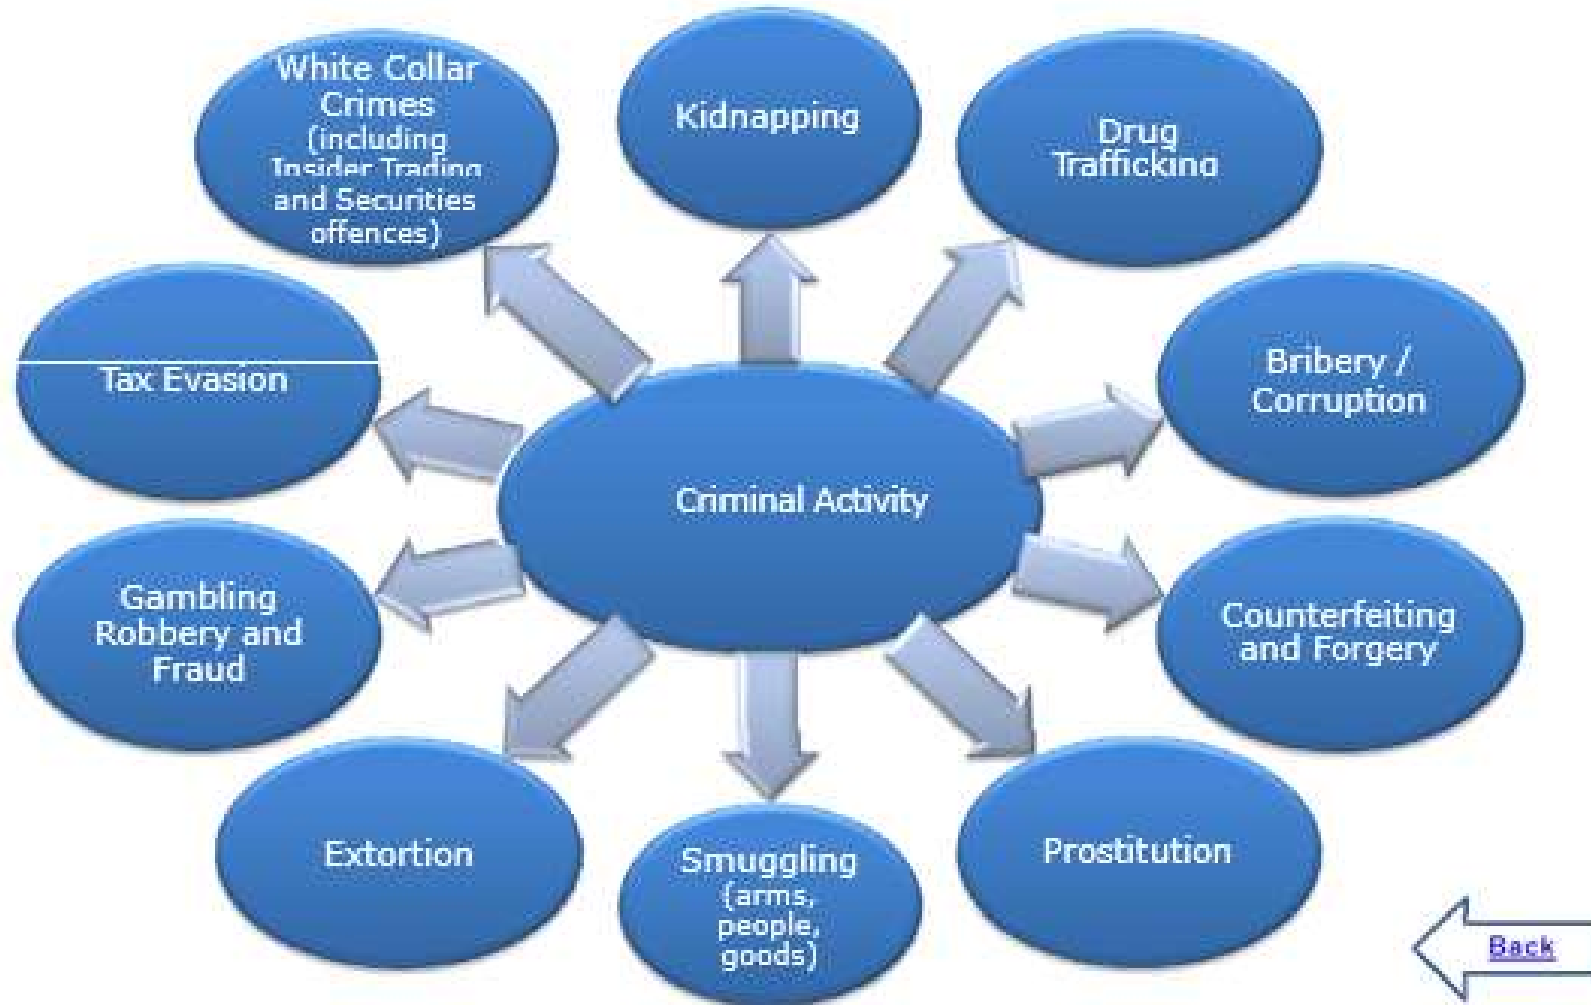 White Collar
Crimes
(including
Insider Trading
and Securities
offences)
Kidnapping
Drug
Trafficking
Tax Evasion
Bribery /
Corruption
Criminal Activity
Gambling
Robbery and
Fraud
Counterfeiting
and Forgery
Extortion
Smuggling
(arms,
people,
goods)
Prostitution
Back